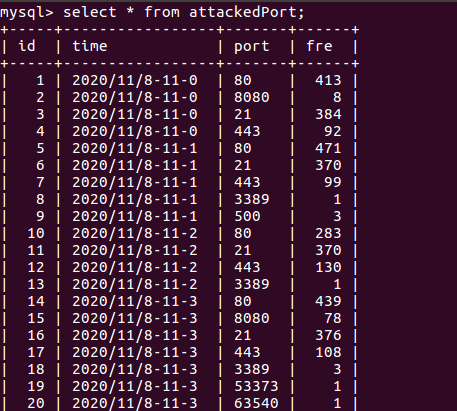 mysql> select * from attackedPort;
+----+-----------------+-------+------+
| id | time            | port  | fre  |
+----+-----------------+-------+------+
|  1 | 2020/11/8-11-0  | 80    |  413 |
|  2 | 2020/11/8-11-0  | 8080  |    8 |
|  3 | 2020/11/8-11-0  | 21    |  384 |
|  4 | 2020/11/8-11-0  | 443   |   92 |
|  5 | 2020/11/8-11-1  | 80    |  471 |
|  6 | 2020/11/8-11-1  | 21    |  370 |
|  7 | 2020/11/8-11-1  | 443   |   99 |
|  8 | 2020/11/8-11-1  | 3389  |    1 |
|  9 | 2020/11/8-11-1  | 500   |    3 |
| 10 | 2020/11/8-11-2  | 80    |  283 |
| 11 | 2020/11/8-11-2  | 21    |  370 |
| 12 | 2020/11/8-11-2  | 443   |  130 |
| 13 | 2020/11/8-11-2  | 3389  |    1 |
| 14 | 2020/11/8-11-3  | 80    |  439 |
| 15 | 2020/11/8-11-3  | 8080  |   78 |
| 16 | 2020/11/8-11-3  | 21    |  376 |
| 17 | 2020/11/8-11-3  | 443   |  108 |
| 18 | 2020/11/8-11-3  | 3389  |    3 |
| 19 | 2020/11/8-11-3  | 53373 |    1 |
| 20 | 2020/11/8-11-3  | 63540 |    1 |